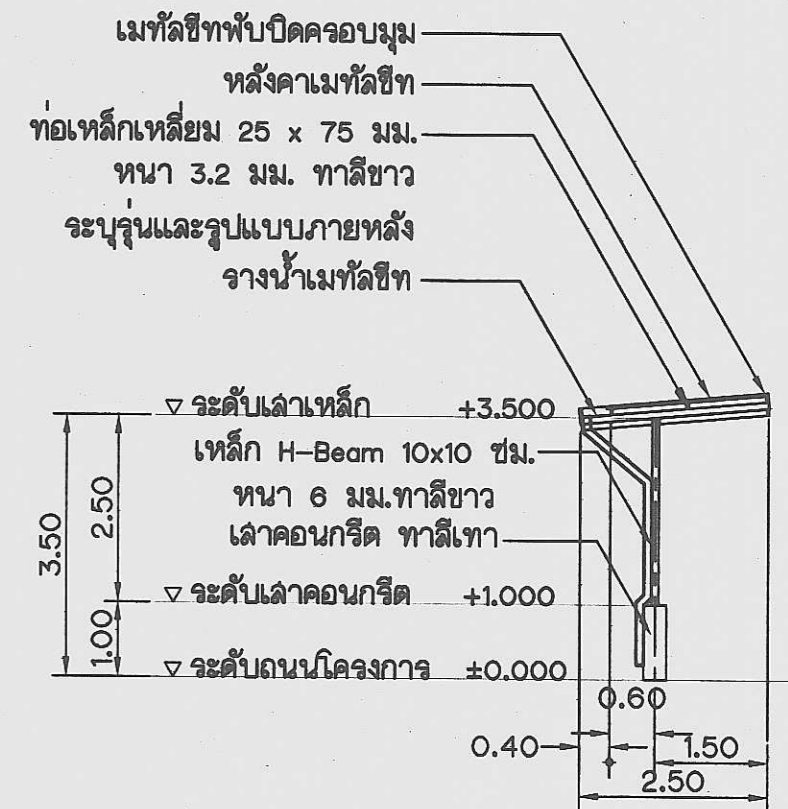 เมทัลชีทพับปิดครอบมุม
หลังคาเมทัลชีท
ท่อเหล็กเหลี่ยม 25 x 75 มม.
หนา 3.2 มม. ทาสีขาว
ระบุรุ่นและรูปแบบภายหลัง
รางน้ำเมทัลชีท
ระดับเสาเหล็ก +3.500
เหล็ก H-Beam 10x10 ซม.
หนา 6 มม.ทาสีขาว
เสาคอนกรีต ทาสีเทา
3.50
2.50
ระดับเสาคอนกรีต +1.000
1.00
ระดับถนนโครงการ ±0.000
0.60
0.40
1.50
2.50